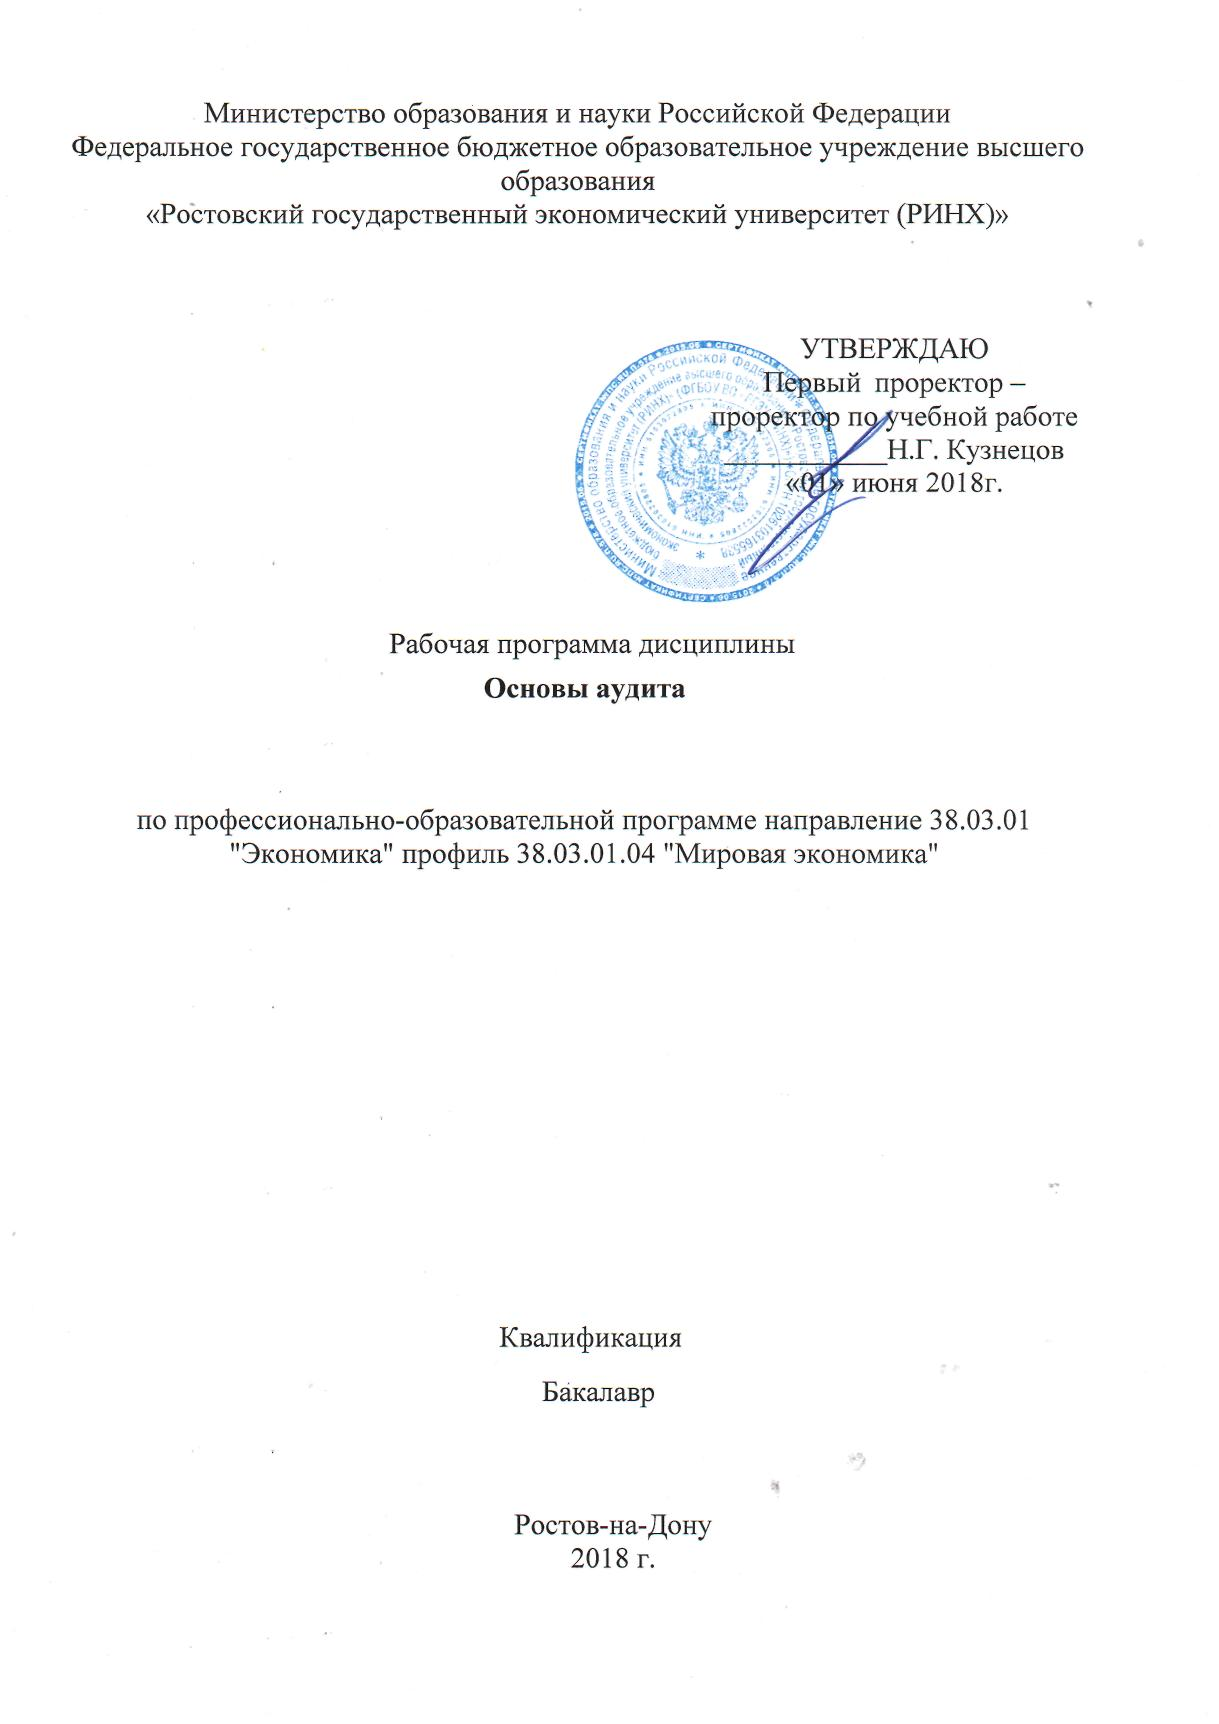 Министерство образования и науки Российской Федерации
Федеральное государственное бюджетное образовательное учреждение высшего
образования
«Ростовский государственный экономический университет (РИНХ)»
УТВЕРЖДАЮ
Первый проректор –
проректор по учебной работе
____________Н.Г. Кузнецов
«01» июня 2018г.
Рабочая программа дисциплины
Основы аудита
по профессионально-образовательной программе направление 38.03.01
"Экономика" профиль 38.03.01.04 "Мировая экономика"
Квалификация
Бакалавр
Ростов-на-Дону
2018 г.